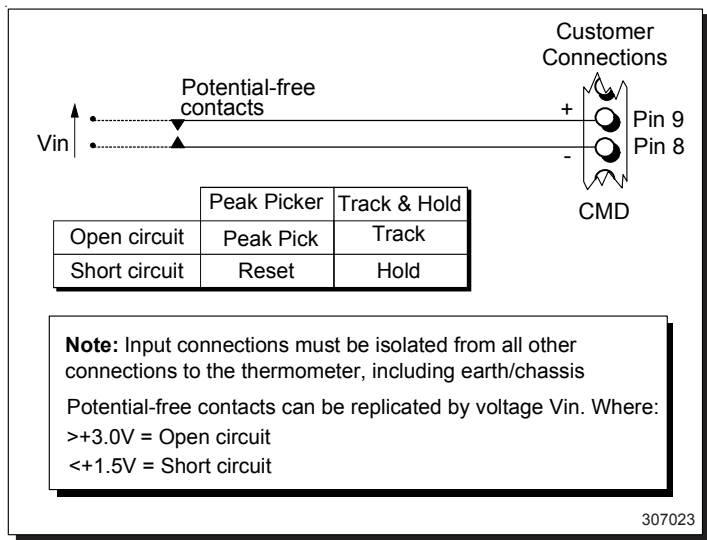 Customer
Connections
Potential-free
contacts
+ Pin 9
Vin
- Pin 8
CMD
Peak Picker Track & Hold
Open circuit Peak Pick Track
Short circuit Reset Hold
Note: Input connections must be isolated from all other
connections to the thermometer, including earth/chassis
Potential-free contacts can be replicated by voltage Vin. Where:
>+3.0V = Open circuit
<+1.5V = Short circuit
307023